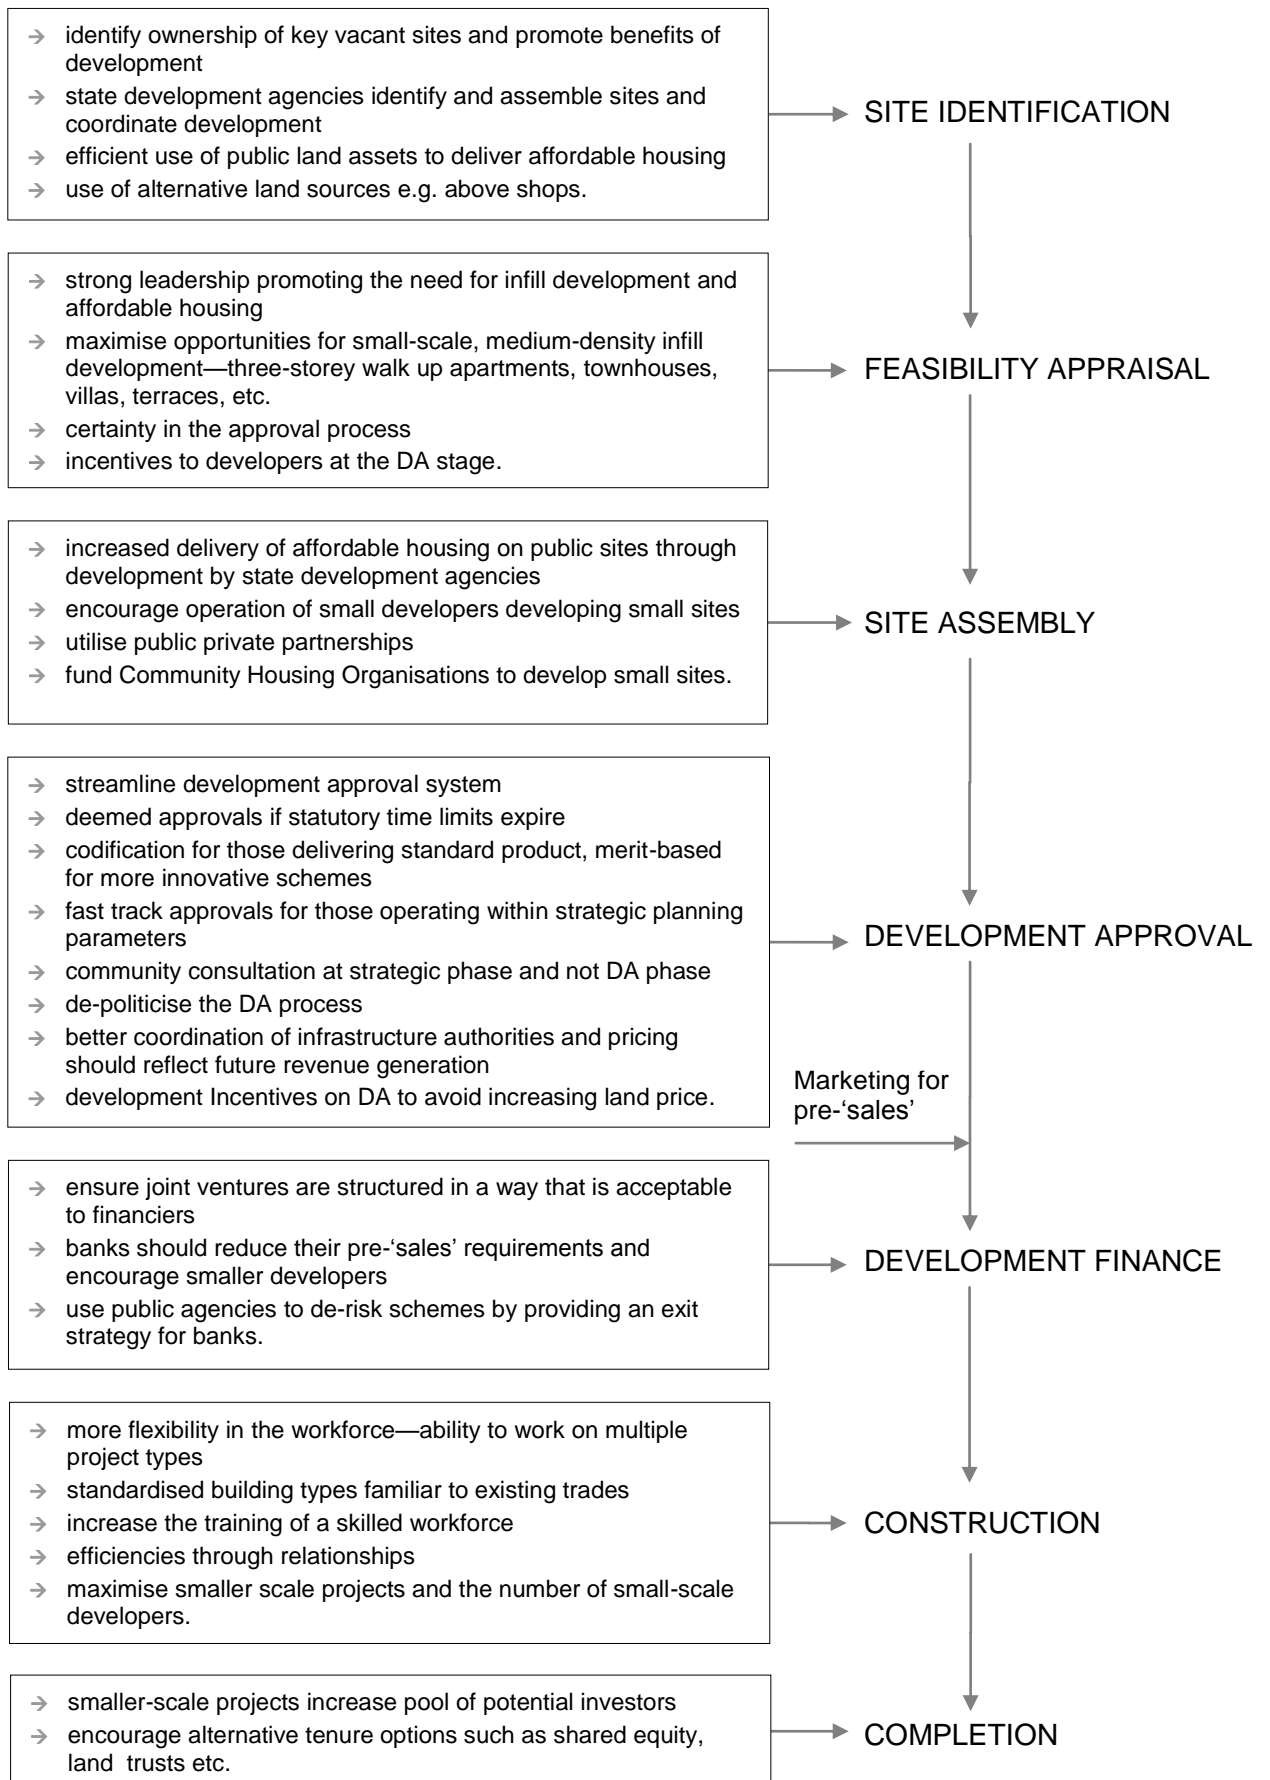 → identify ownership of key vacant sites and promote benefits of
development
→ state development agencies identify and assemble sites and
coordinate development
→ efficient use of public land assets to deliver affordable housing
→ use of alternative land sources e.g. above shops.
SITE IDENTIFICATION
→ strong leadership promoting the need for infill development and
affordable housing
→ maximise opportunities for small-scale, medium-density infill
development—three-storey walk up apartments, townhouses,
villas, terraces, etc.
→ certainty in the approval process
→ incentives to developers at the DA stage.
FEASIBILITY APPRAISAL
→ increased delivery of affordable housing on public sites through
development by state development agencies
→ encourage operation of small developers developing small sites
→ utilise public private partnerships
→ fund Community Housing Organisations to develop small sites.
SITE ASSEMBLY
→ streamline development approval system
→ deemed approvals if statutory time limits expire
→ codification for those delivering standard product, merit-based
for more innovative schemes
→ fast track approvals for those operating within strategic planning
parameters
→ community consultation at strategic phase and not DA phase
→ de-politicise the DA process
→ better coordination of infrastructure authorities and pricing
should reflect future revenue generation
→ development Incentives on DA to avoid increasing land price.
DEVELOPMENT APPROVAL
Marketing for
pre-‘sales’
→ ensure joint ventures are structured in a way that is acceptable
to financiers
→ banks should reduce their pre-‘sales’ requirements and
encourage smaller developers
→ use public agencies to de-risk schemes by providing an exit
strategy for banks.
DEVELOPMENT FINANCE
→ more flexibility in the workforce—ability to work on multiple
project types
→ standardised building types familiar to existing trades
→ increase the training of a skilled workforce
→ efficiencies through relationships
→ maximise smaller scale projects and the number of small-scale
developers.
CONSTRUCTION
→ smaller-scale projects increase pool of potential investors
→ encourage alternative tenure options such as shared equity,
land trusts etc.
COMPLETION